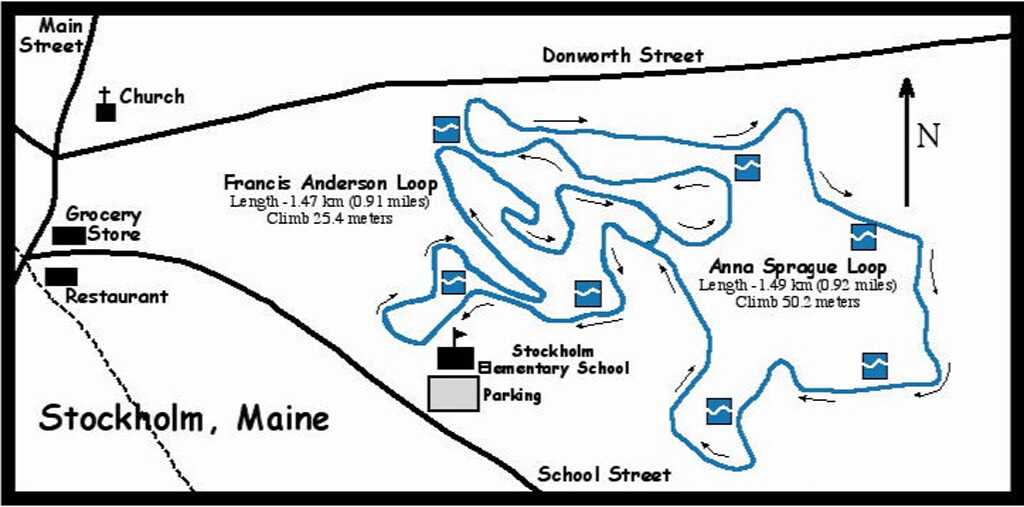 Main
Street
Donworth Street
Church
N
Francis Anderson Loop
Length - 1.47 km (0.91 miles)
Climb 25.4 meters
Grocery
Store
Anna Sprague Loop
Length - 1.49 km (0.92 miles)
Climb 50.2 meters
Restaurant
Stockholm
Elementary School
Parking
Stockholm, Maine
School Street